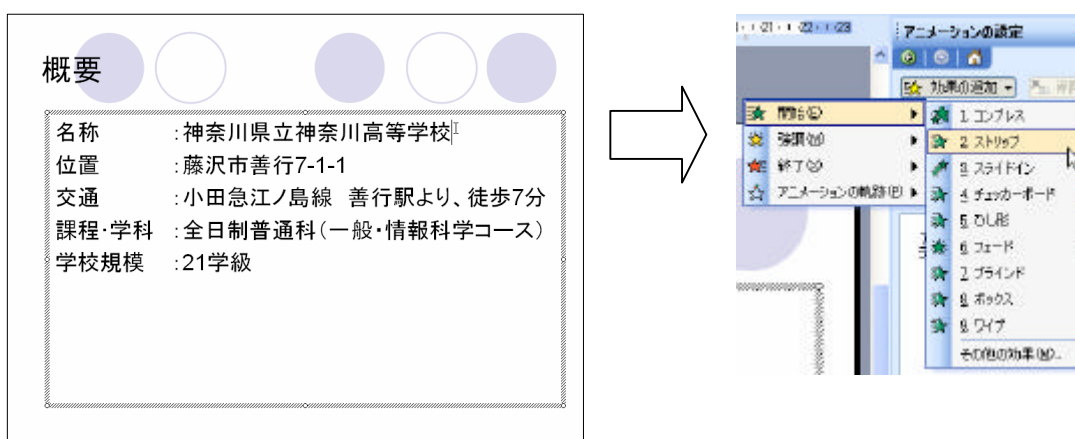 概要
名称　　　：神奈川県立神奈川高等学校
位置　　　：藤沢市善行7-1-1
交通　　　：小田急江ノ島線　善行駅より、徒歩7分
課程・学科　：全日制普通科（一般・情報科学コース）
学校規模　：21学級
21 22 23
アニメーションの設定
効果の追加
開始(E)
強調(M)
終了(X)
アニメーションの軌跡(P)
1. コンプレス
2. ストリップ
3. スライドイン
4. チェッカーボード
5. ひし形
6. フェード
7. ブラインド
8. ボックス
9. ワイプ
その他の効果(M)...